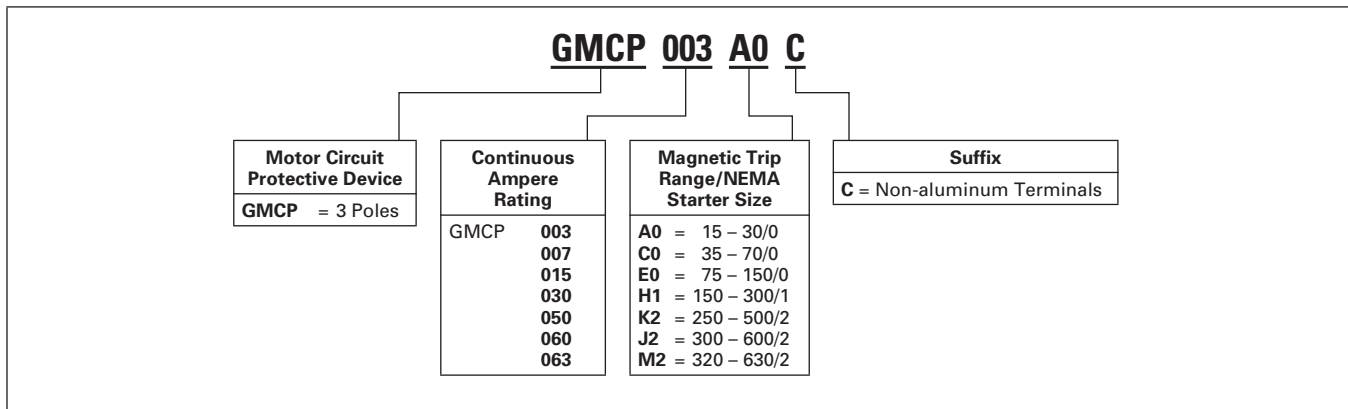 GMCP 003 A0 C
Motor Circuit
Protective Device
GMCP = 3 Poles
Continuous
Ampere
Rating
GMCP 003
007
015
030
050
060
063
Magnetic Trip
Range/NEMA
Starter Size
A0 = 15 – 30/0
C0 = 35 – 70/0
E0 = 75 – 150/0
H1 = 150 – 300/1
K2 = 250 – 500/2
J2 = 300 – 600/2
M2 = 320 – 630/2
Suffix
C = Non-aluminum Terminals